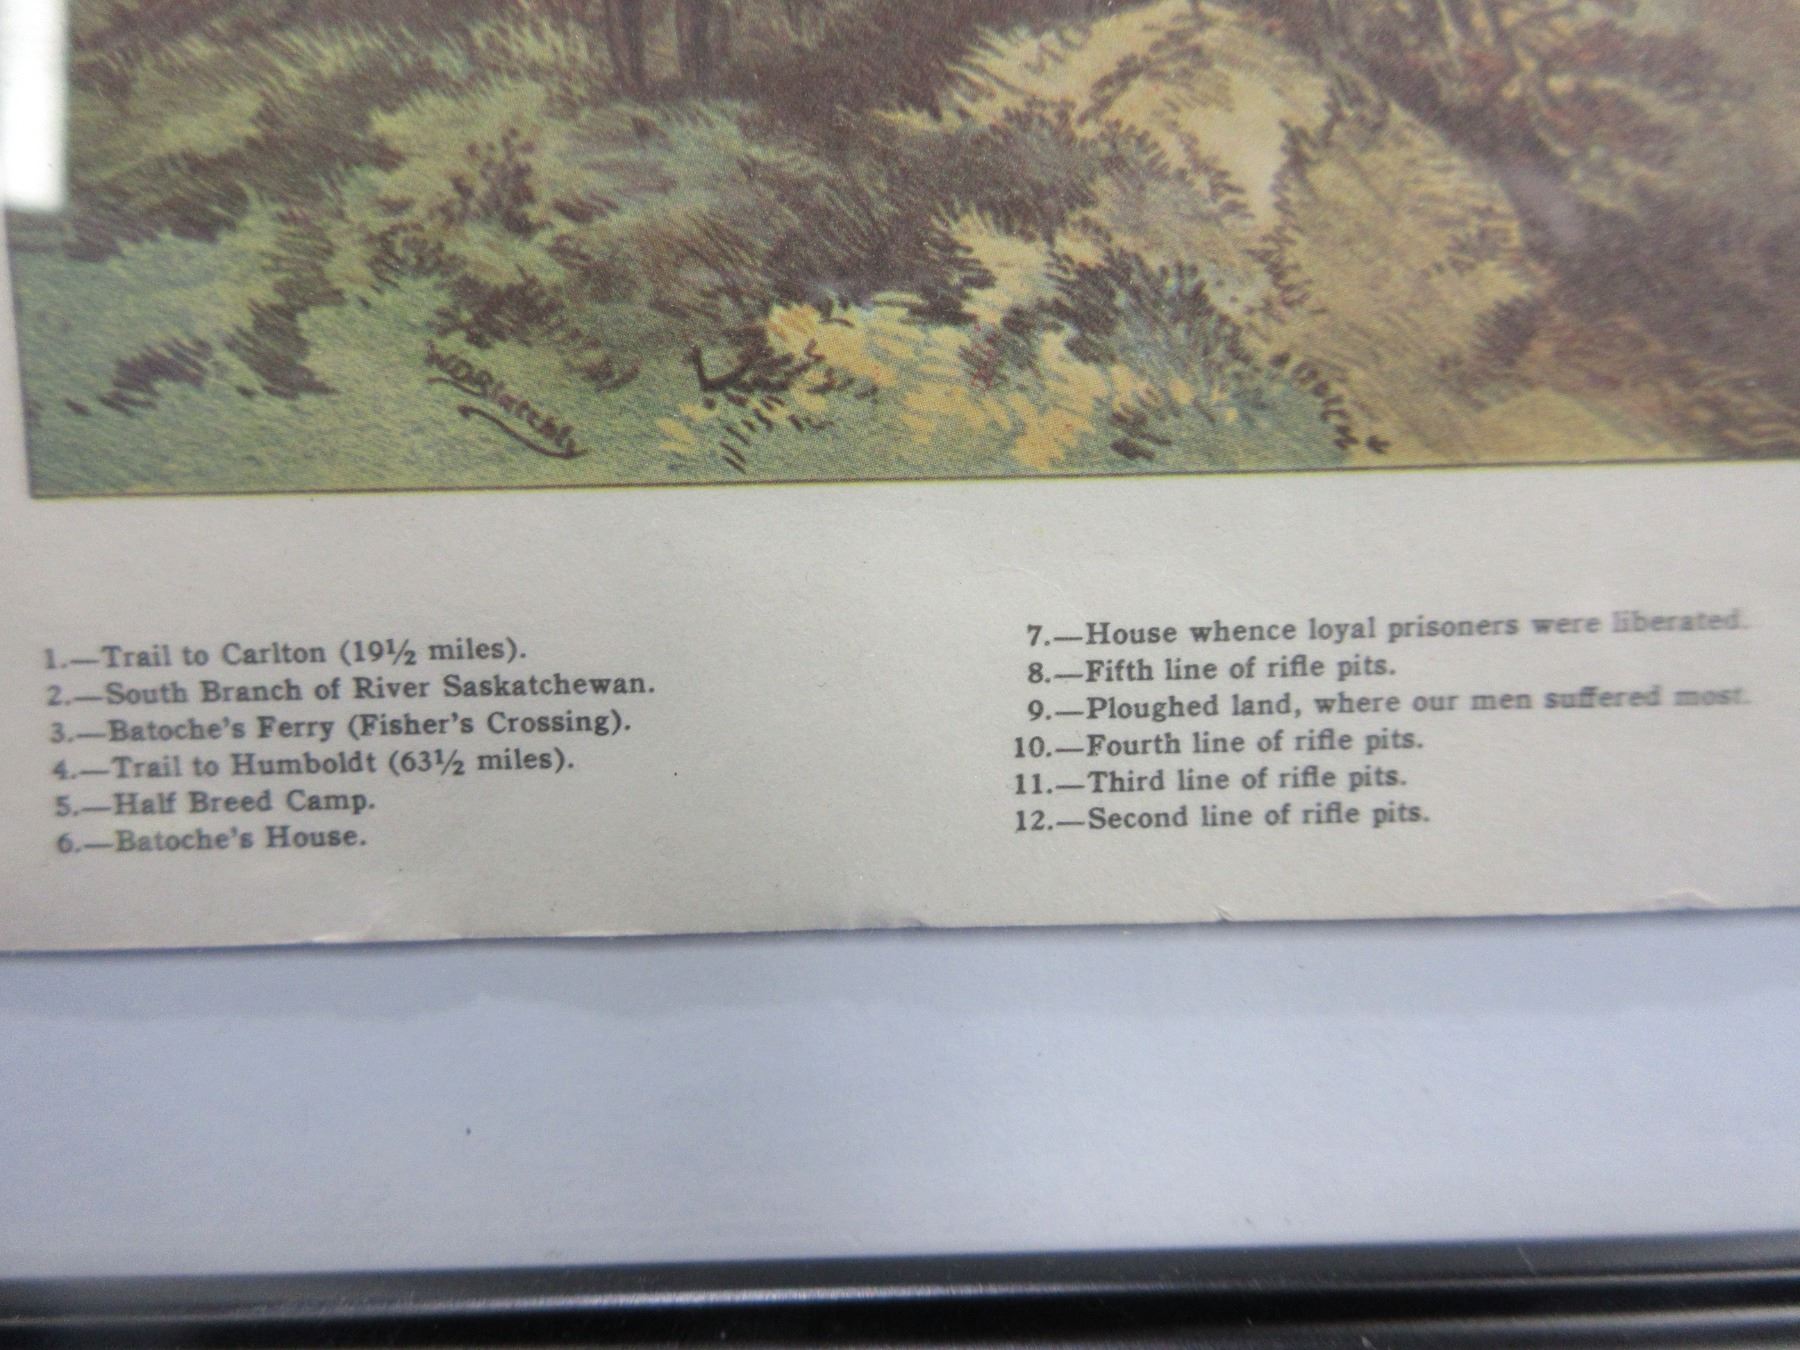 W D Blatchly
1.—Trail to Carlton (19½ miles).
2.—South Branch of River Saskatchewan.
3.—Batoche's Ferry (Fisher's Crossing).
4.—Trail to Humboldt (63½ miles).
5.—Half Breed Camp.
6.—Batoche's House.
7.—House whence loyal prisoners were liberated.
8.—Fifth line of rifle pits.
9.—Ploughed land, where our men suffered most.
10.—Fourth line of rifle pits.
11.—Third line of rifle pits.
12.—Second line of rifle pits.